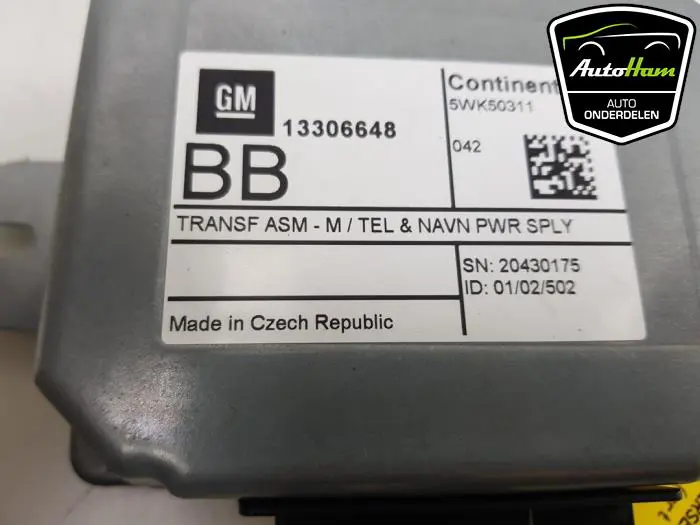 GM
13306648
BB
TRANSF ASM - M / TEL & NAVN PWR SPLY
Made in Czech Republic
Continent
5WK50311
042
SN: 20430175
ID: 01/02/502
AutoHam
AUTO
ONDERDELEN